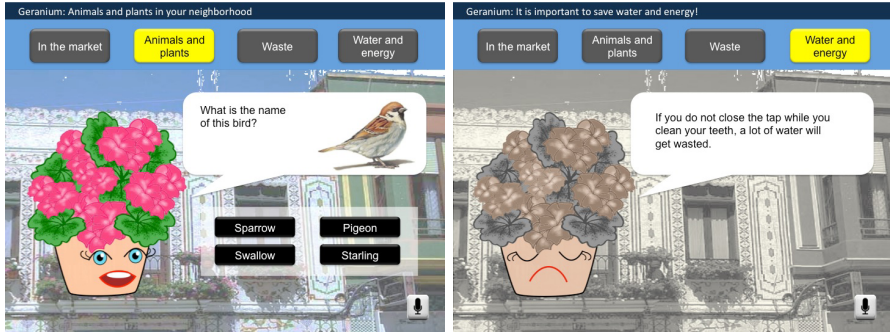 Geranium: Animals and plants in your neighborhood
In the market
Animals and
plants
Waste
Water and
energy
What is the name
of this bird?
Sparrow
Pigeon
Swallow
Starling
Geranium: It is important to save water and energy!
In the market
Animals and
plants
Waste
Water and
energy
If you do not close the tap while you
clean your teeth, a lot of water will
get wasted.